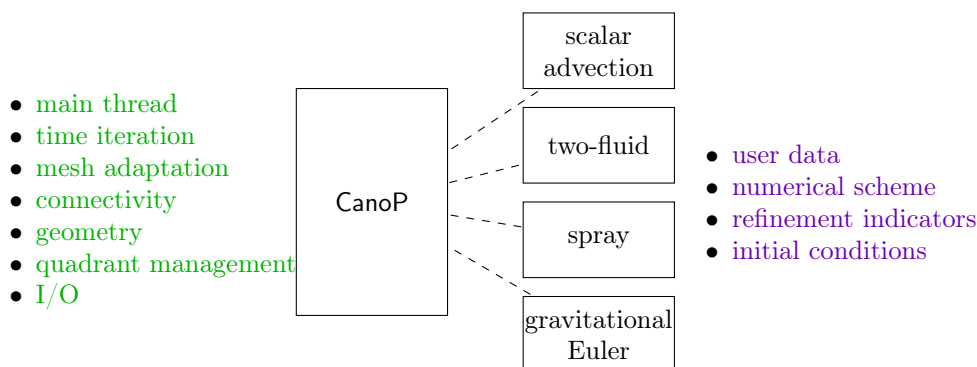 main thread
time iteration
mesh adaptation
connectivity
geometry
quadrant management
I/O
CanoP
scalar
advection
two-fluid
spray
gravitational
Euler
user data
numerical scheme
refinement indicators
initial conditions